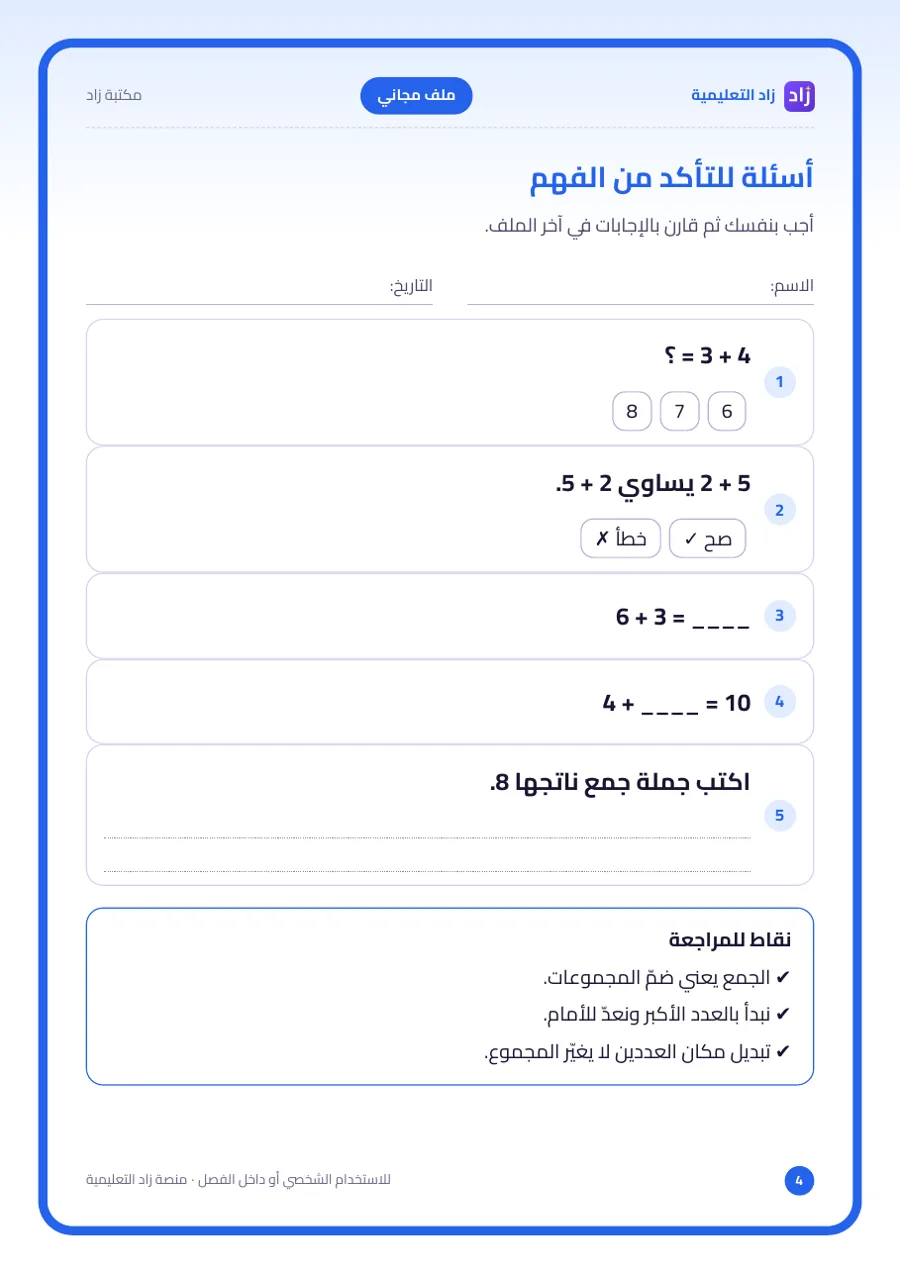 زاد
زاد التعليمية
ملف مجاني
مكتبة زاد
أسئلة للتأكد من الفهم
أجب بنفسك ثم قارن بالإجابات في آخر الملف.
الاسم:
التاريخ:
1
4 + 3 = ؟
6 7 8
2
5 + 2 يساوي 2 + 5.
صح ✓ خطأ ✗
3
6 + 3 = ____
4
4 + ____ = 10
5
اكتب جملة جمع ناتجها 8.
نقاط للمراجعة
✔ الجمع يعني ضمّ المجموعات.
✔ نبدأ بالعدد الأكبر ونعدّ للأمام.
✔ تبديل مكان العددين لا يغيّر المجموع.
4
للاستخدام الشخصي أو داخل الفصل · منصة زاد التعليمية